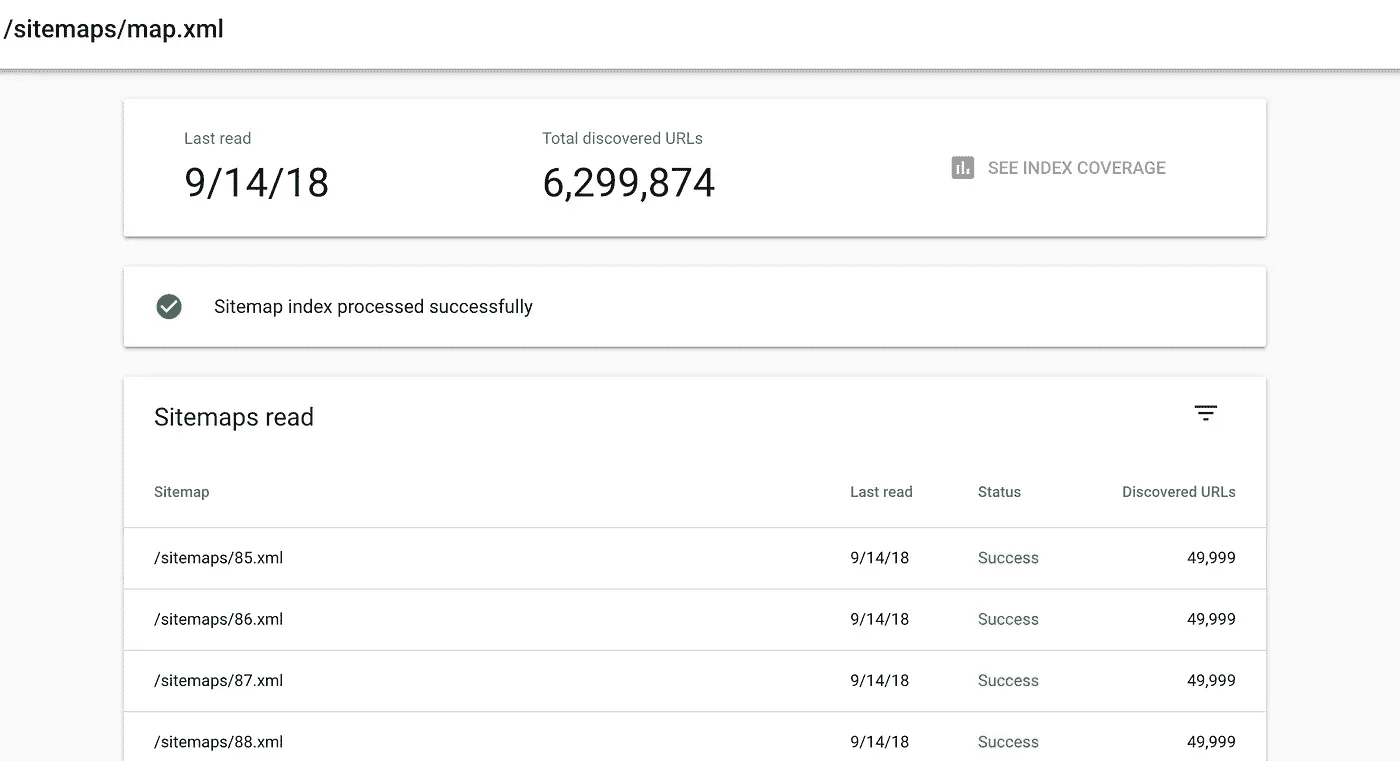 /sitemaps/map.xml
Last read Total discovered URLs
9/14/18 6,299,874 SEE INDEX COVERAGE
Sitemap index processed successfully
Sitemaps read
Sitemap Last read Status Discovered URLs
/sitemaps/85.xml 9/14/18 Success 49,999
/sitemaps/86.xml 9/14/18 Success 49,999
/sitemaps/87.xml 9/14/18 Success 49,999
/sitemaps/88.xml 9/14/18 Success 49,999